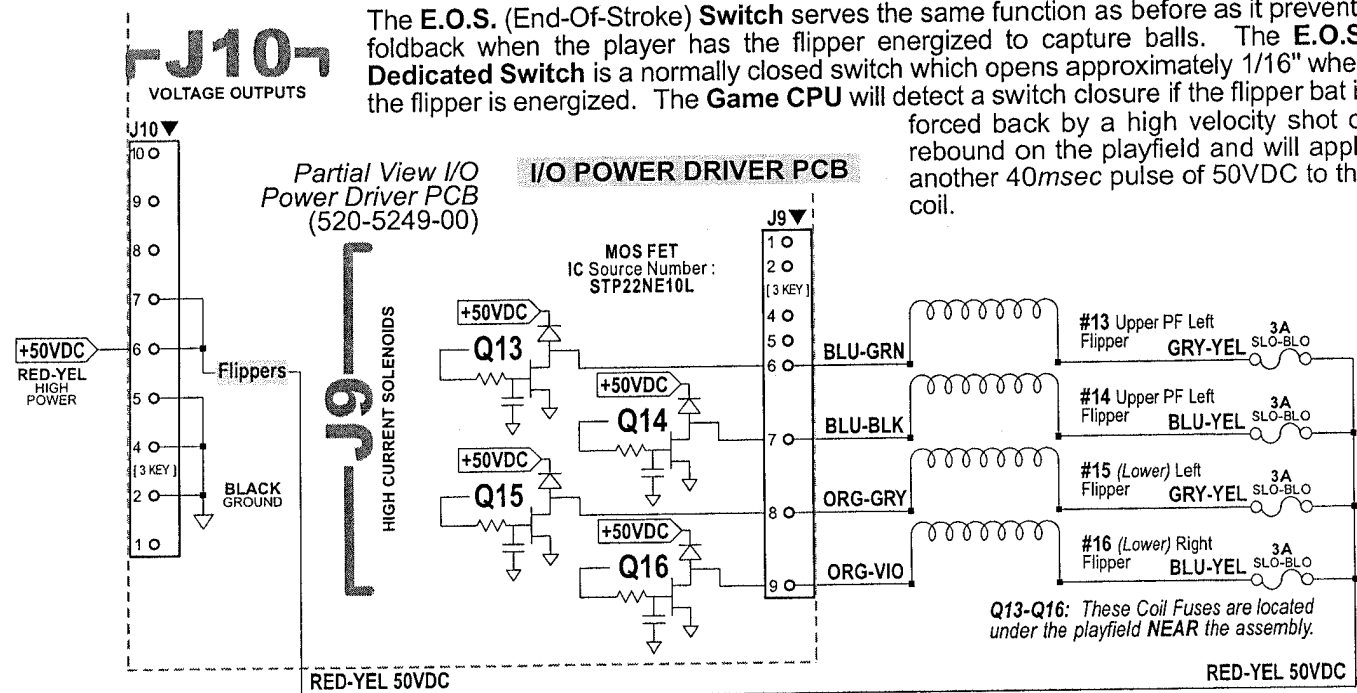 The E.O.S. (End-Of-Stroke) Switch serves the same function as before as it prevent
foldback when the player has the flipper energized to capture balls. The E.O.S
Dedicated Switch is a normally closed switch which opens approximately 1/16" whe
the flipper is energized. The Game CPU will detect a switch closure if the flipper bat i
forced back by a high velocity shot o
rebound on the playfield and will appl
another 40msec pulse of 50VDC to th
coil.
J10
VOLTAGE OUTPUTS
J10▼
10
9
8
7
6
5
4
[3 KEY]
2
1
+50VDC
RED-YEL
HIGH
POWER
Flippers
BLACK
GROUND
Partial View I/O
Power Driver PCB
(520-5249-00)
I/O POWER DRIVER PCB
J9
HIGH CURRENT SOLENOIDS
MOS FET
IC Source Number :
STP22NE10L
+50VDC
Q13
+50VDC
Q14
+50VDC
Q15
+50VDC
Q16
J9▼
1
2
[3 KEY]
4
5
6
7
8
9
BLU-GRN
BLU-BLK
ORG-GRY
ORG-VIO
#13 Upper PF Left
Flipper
GRY-YEL
3A
SLO-BLO
#14 Upper PF Left
Flipper
BLU-YEL
3A
SLO-BLO
#15 (Lower) Left
Flipper
GRY-YEL
3A
SLO-BLO
#16 (Lower) Right
Flipper
BLU-YEL
3A
SLO-BLO
Q13-Q16: These Coil Fuses are located
under the playfield NEAR the assembly.
RED-YEL 50VDC
RED-YEL 50VDC